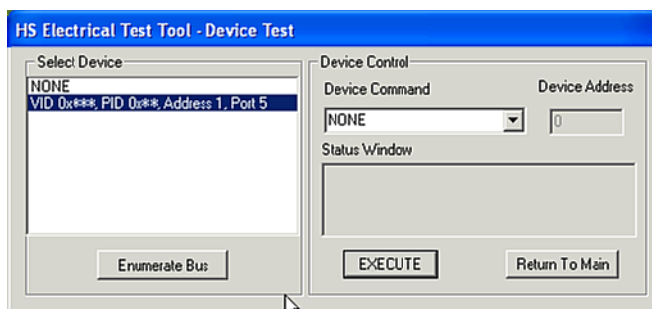 HS Electrical Test Tool - Device Test
Select Device
NONE
VID 0x***, PID 0x**, Address 1, Port 5
Enumerate Bus
Device Control
Device Command
Device Address
NONE
0
Status Window
EXECUTE
Return To Main